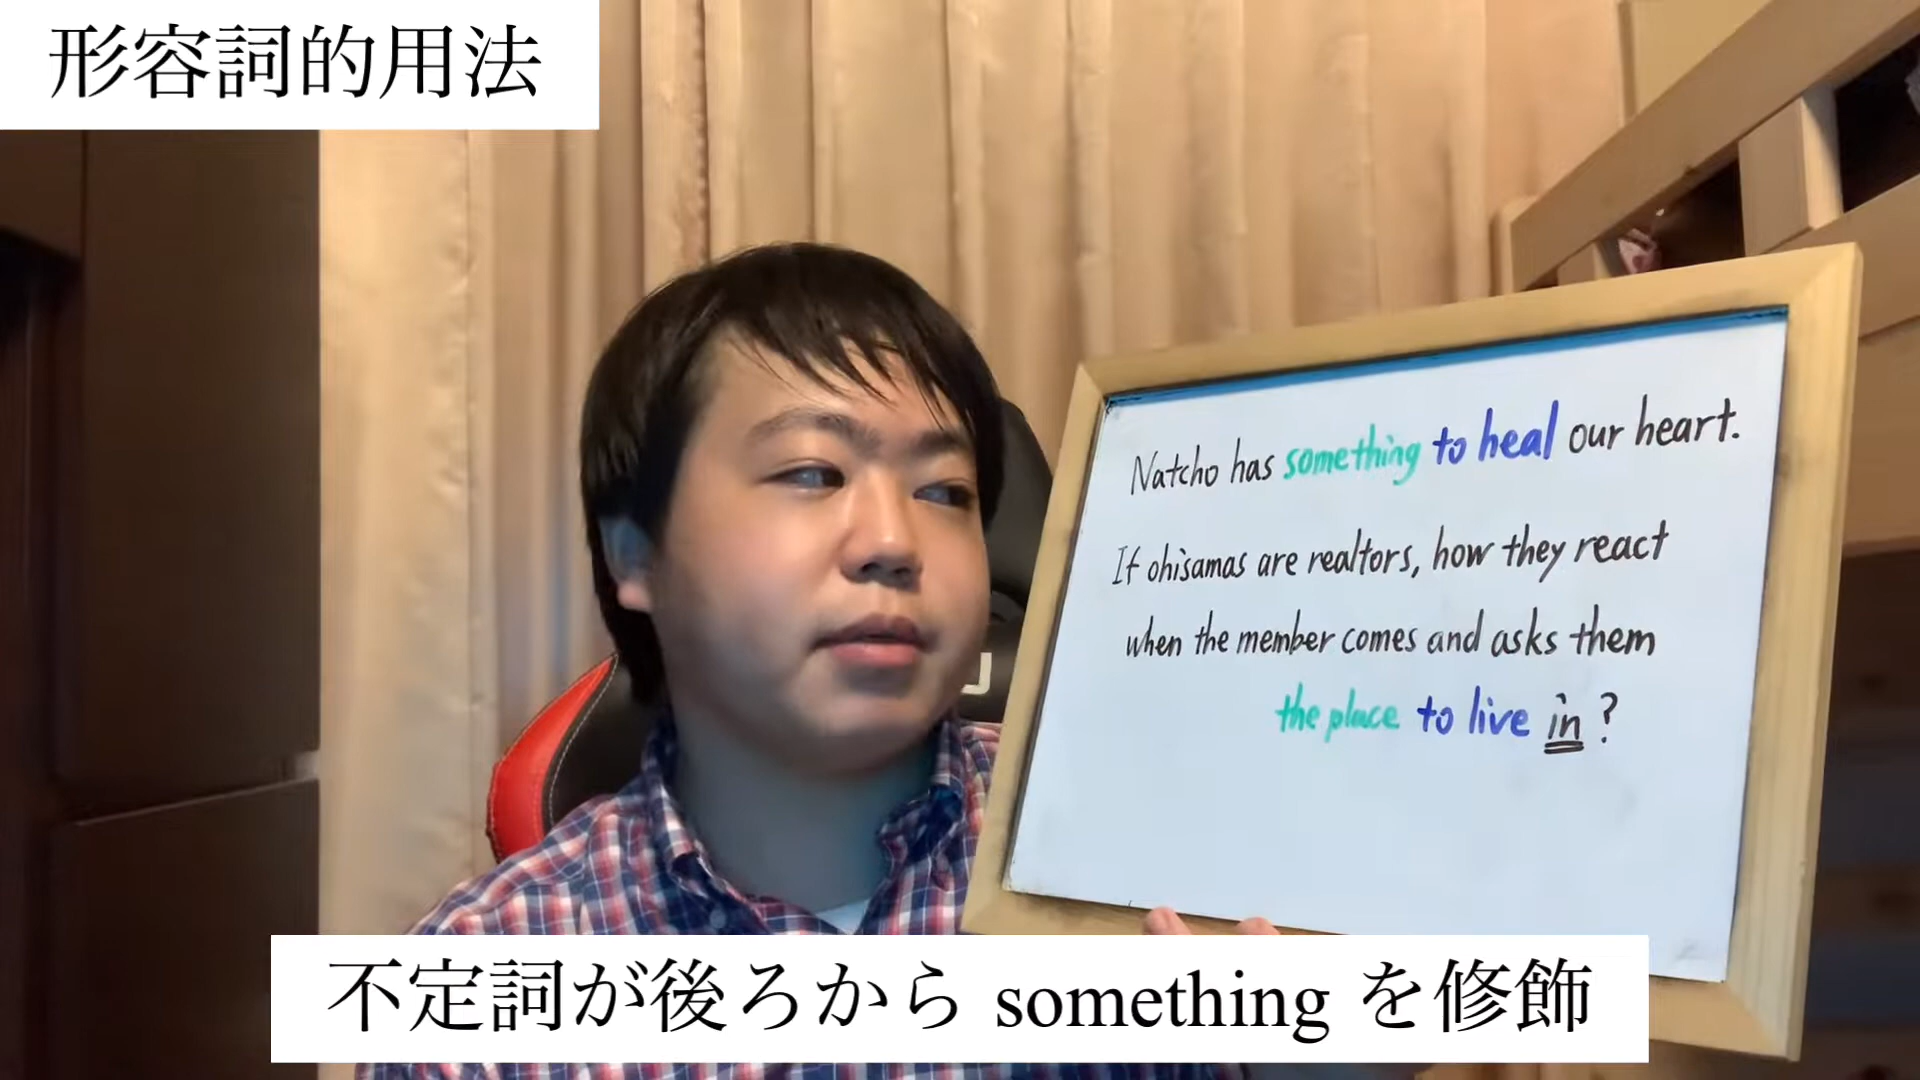 形容詞的用法
Natcho has something to heal our heart.
If ohisamas are realtors, how they react
when the member comes and asks them
the place to live in?
不定詞が後ろから something を修飾